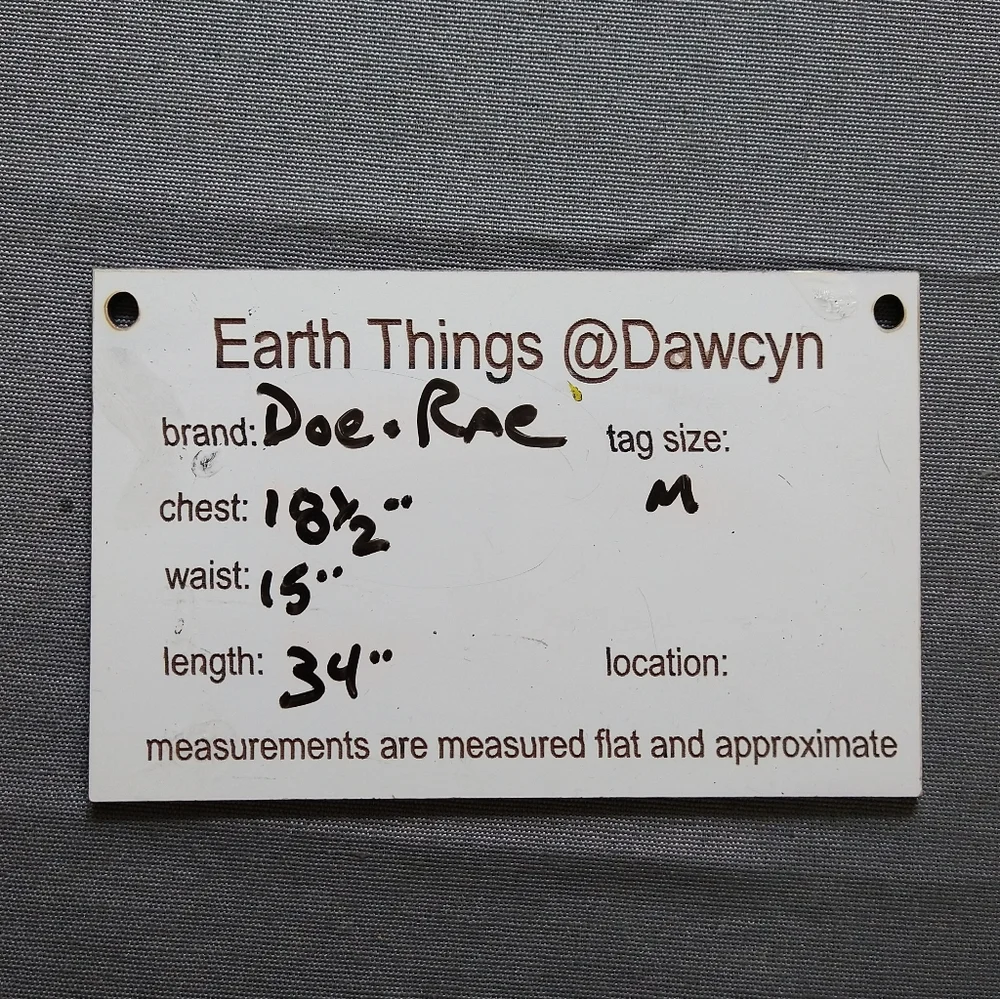 Earth Things @Dawcyn
brand: Doe.Rae tag size:
chest: 18½" M
waist: 15"
length: 34" location:
measurements are measured flat and approximate